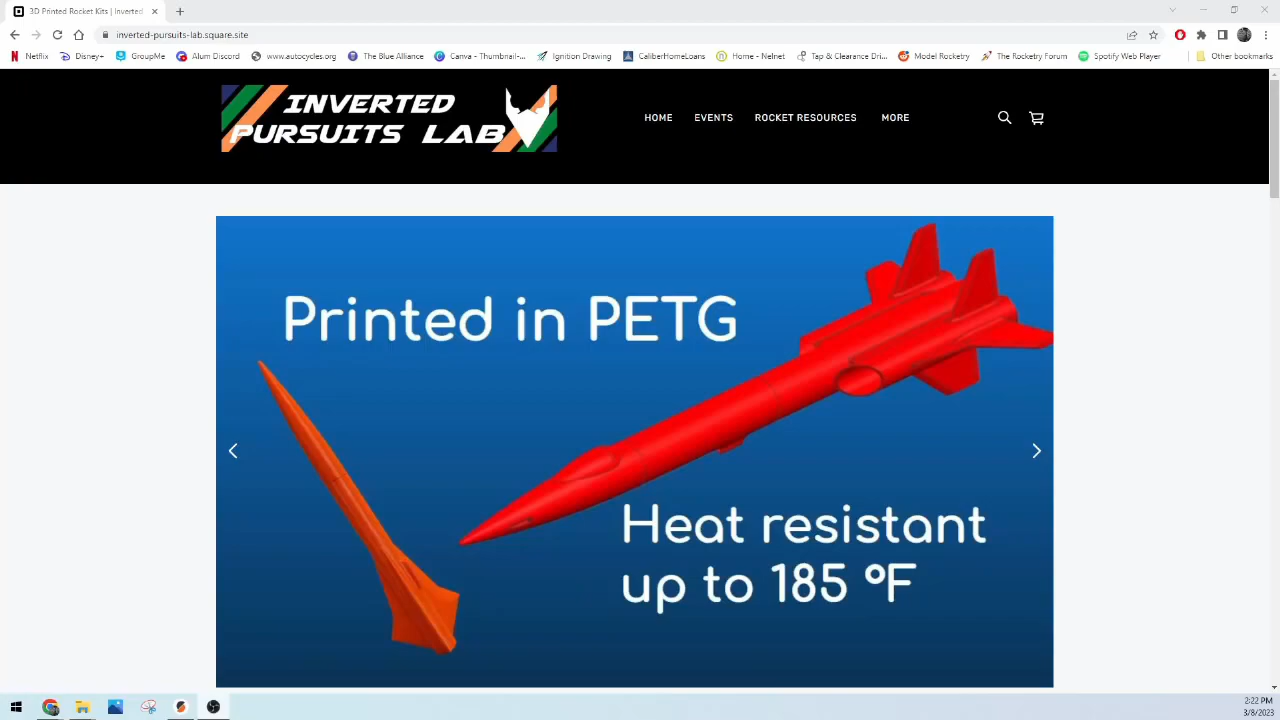 3D Printed Rocket Kits | Inverted
inverted-pursuits-lab.square.site
Netflix Disney+ GroupMe Alum Discord www.autocycles.org The Blue Alliance Canva - Thumbnail-... Ignition Drawing CaliberHomeLoans Home - Nelnet Tap & Clearance Dri... Model Rocketry The Rocketry Forum Spotify Web Player Other bookmarks
INVERTED
PURSUITS LAB
HOME EVENTS ROCKET RESOURCES MORE
Printed in PETG
Heat resistant
up to 185 °F
2:22 PM
3/8/2023